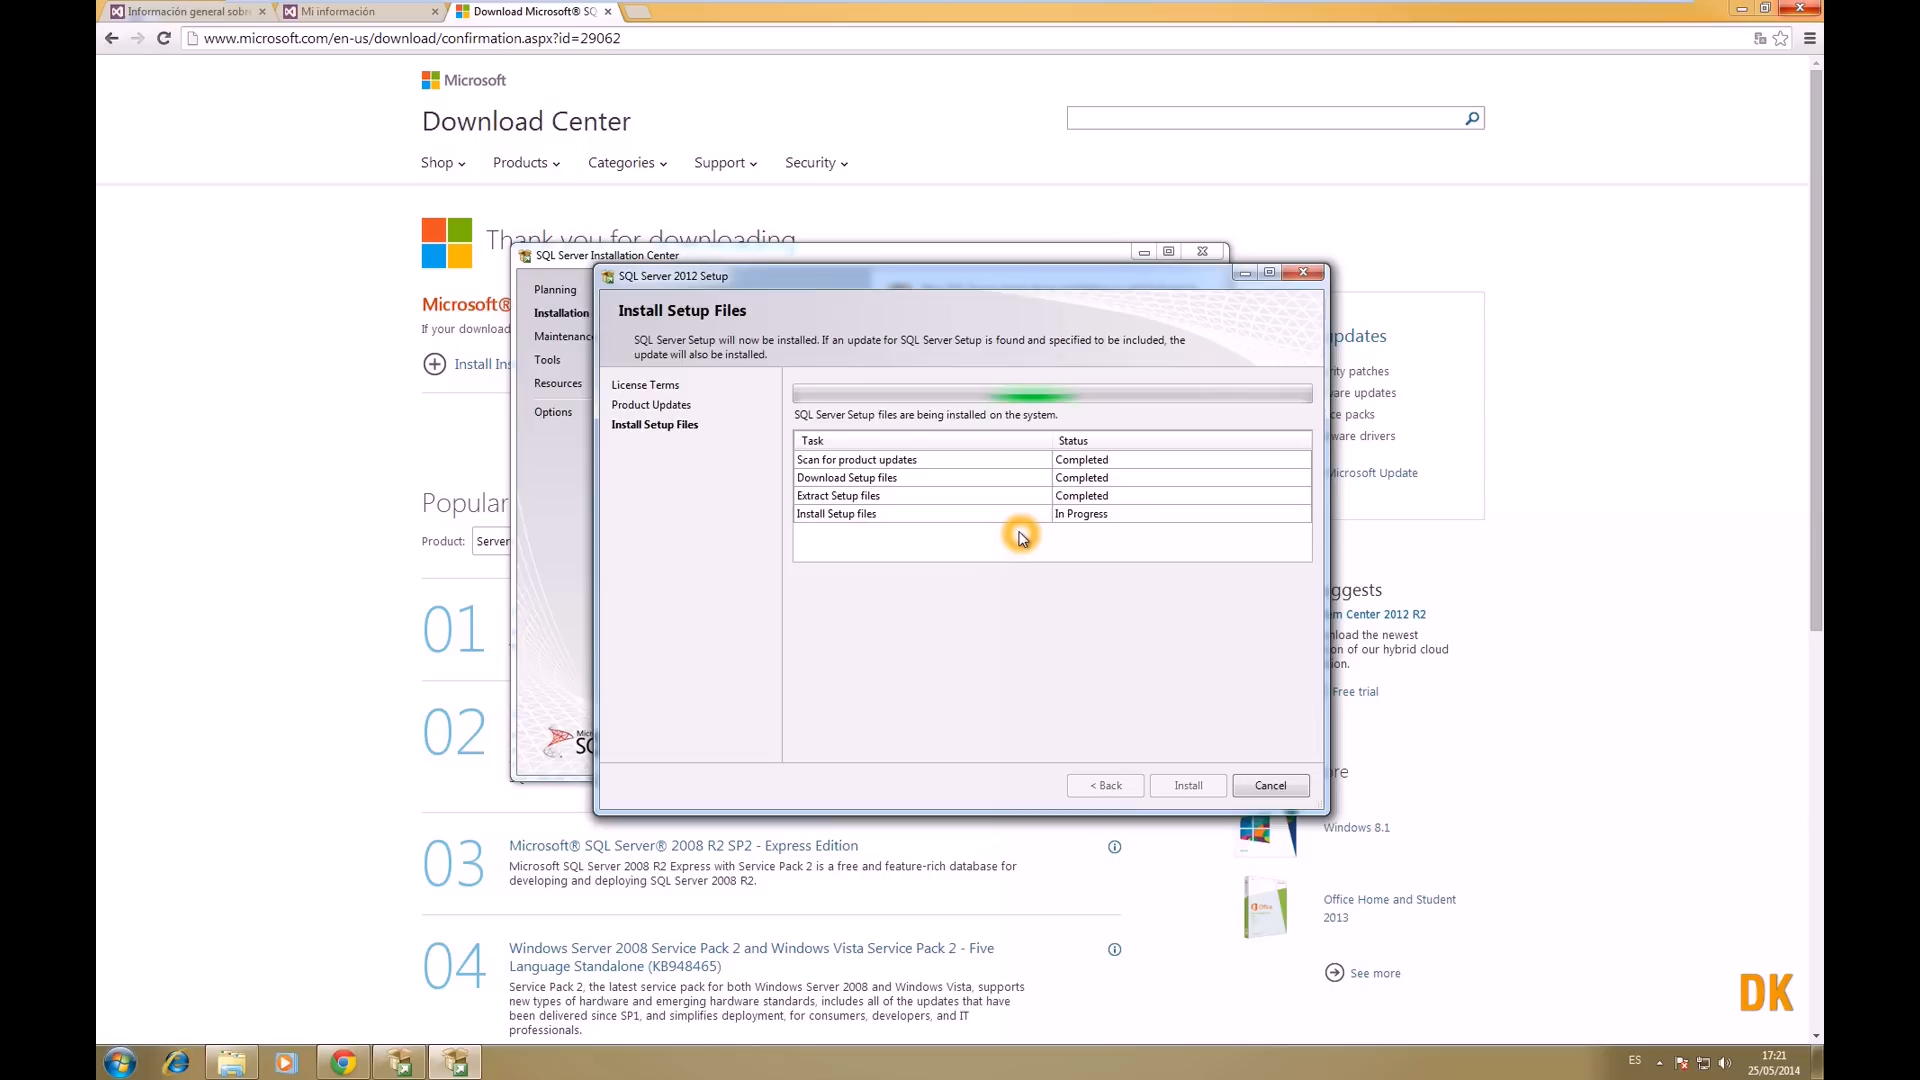 Información general sobre
Mi información
Download Microsoft® SQ
www.microsoft.com/en-us/download/confirmation.aspx?id=29062
Microsoft
Download Center
Shop
Products
Categories
Support
Security
Thank you for downloading
Microsoft®
If your download
Install Ins
Popular
Product:
Server
01
02
03
Microsoft® SQL Server® 2008 R2 SP2 - Express Edition
Microsoft SQL Server 2008 R2 Express with Service Pack 2 is a free and feature-rich database for
developing and deploying SQL Server 2008 R2.
04
Windows Server 2008 Service Pack 2 and Windows Vista Service Pack 2 - Five
Language Standalone (KB948465)
Service Pack 2, the latest service pack for both Windows Server 2008 and Windows Vista, supports
new types of hardware and emerging hardware standards, includes all of the updates that have
been delivered since SP1, and simplifies deployment, for consumers, developers, and IT
professionals.
SQL Server Installation Center
Planning
Installation
Maintenance
Tools
Resources
Options
SQL Server 2012 Setup
Install Setup Files
SQL Server Setup will now be installed. If an update for SQL Server Setup is found and specified to be included, the
update will also be installed.
License Terms
Product Updates
Install Setup Files
SQL Server Setup files are being installed on the system.
Task
Status
Scan for product updates
Completed
Download Setup files
Completed
Extract Setup files
Completed
Install Setup files
In Progress
< Back
Install
Cancel
pdates
rity patches
ware updates
ce packs
ware drivers
Microsoft Update
ggests
em Center 2012 R2
nload the newest
on of our hybrid cloud
ion.
Free trial
re
Windows 8.1
Office Home and Student
2013
See more
DK
ES
17:21
25/05/2014